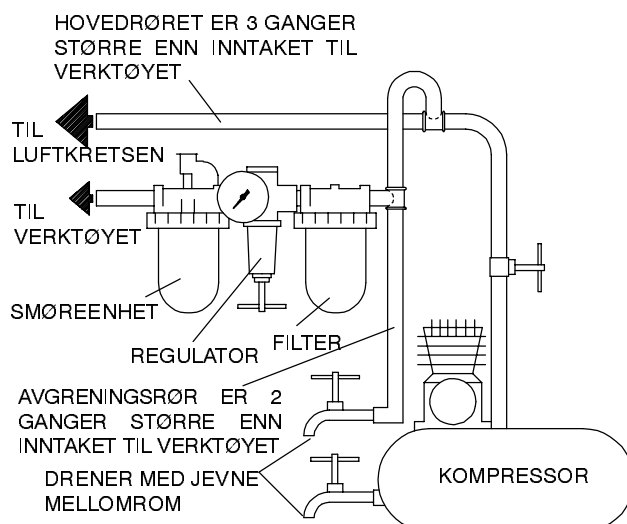 HOVEDRØRET ER 3 GANGER
STØRRE ENN INNTAKET TIL
VERKTØYET
TIL
LUFTKRETSEN
TIL
VERKTØYET
SMØREENHET
REGULATOR
FILTER
AVGRENINGSRØR ER 2
GANGER STØRRE ENN
INNTAKET TIL VERKTØYET
DRENER MED JEVNE
MELLOMROM
KOMPRESSOR